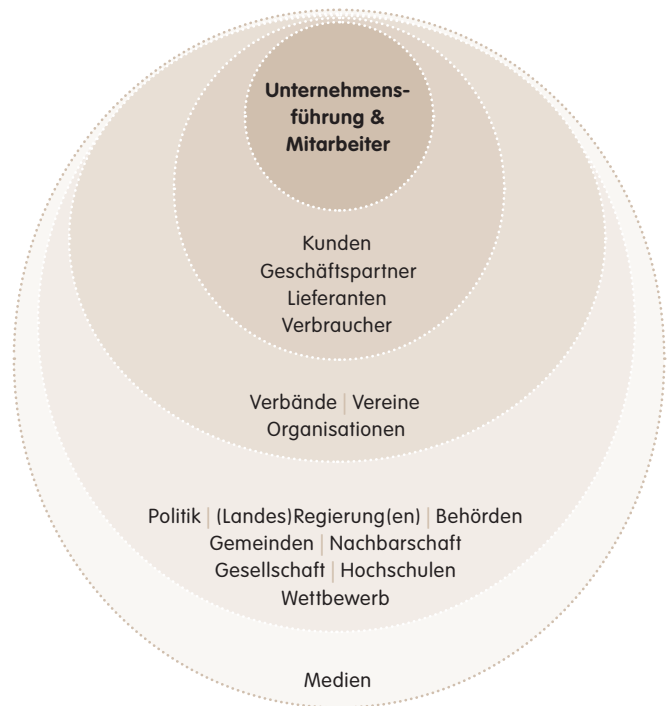 Unternehmens-
führung &
Mitarbeiter
Kunden
Geschäftspartner
Lieferanten
Verbraucher
Verbände | Vereine
Organisationen
Politik | (Landes)Regierung(en) | Behörden
Gemeinden | Nachbarschaft
Gesellschaft | Hochschulen
Wettbewerb
Medien